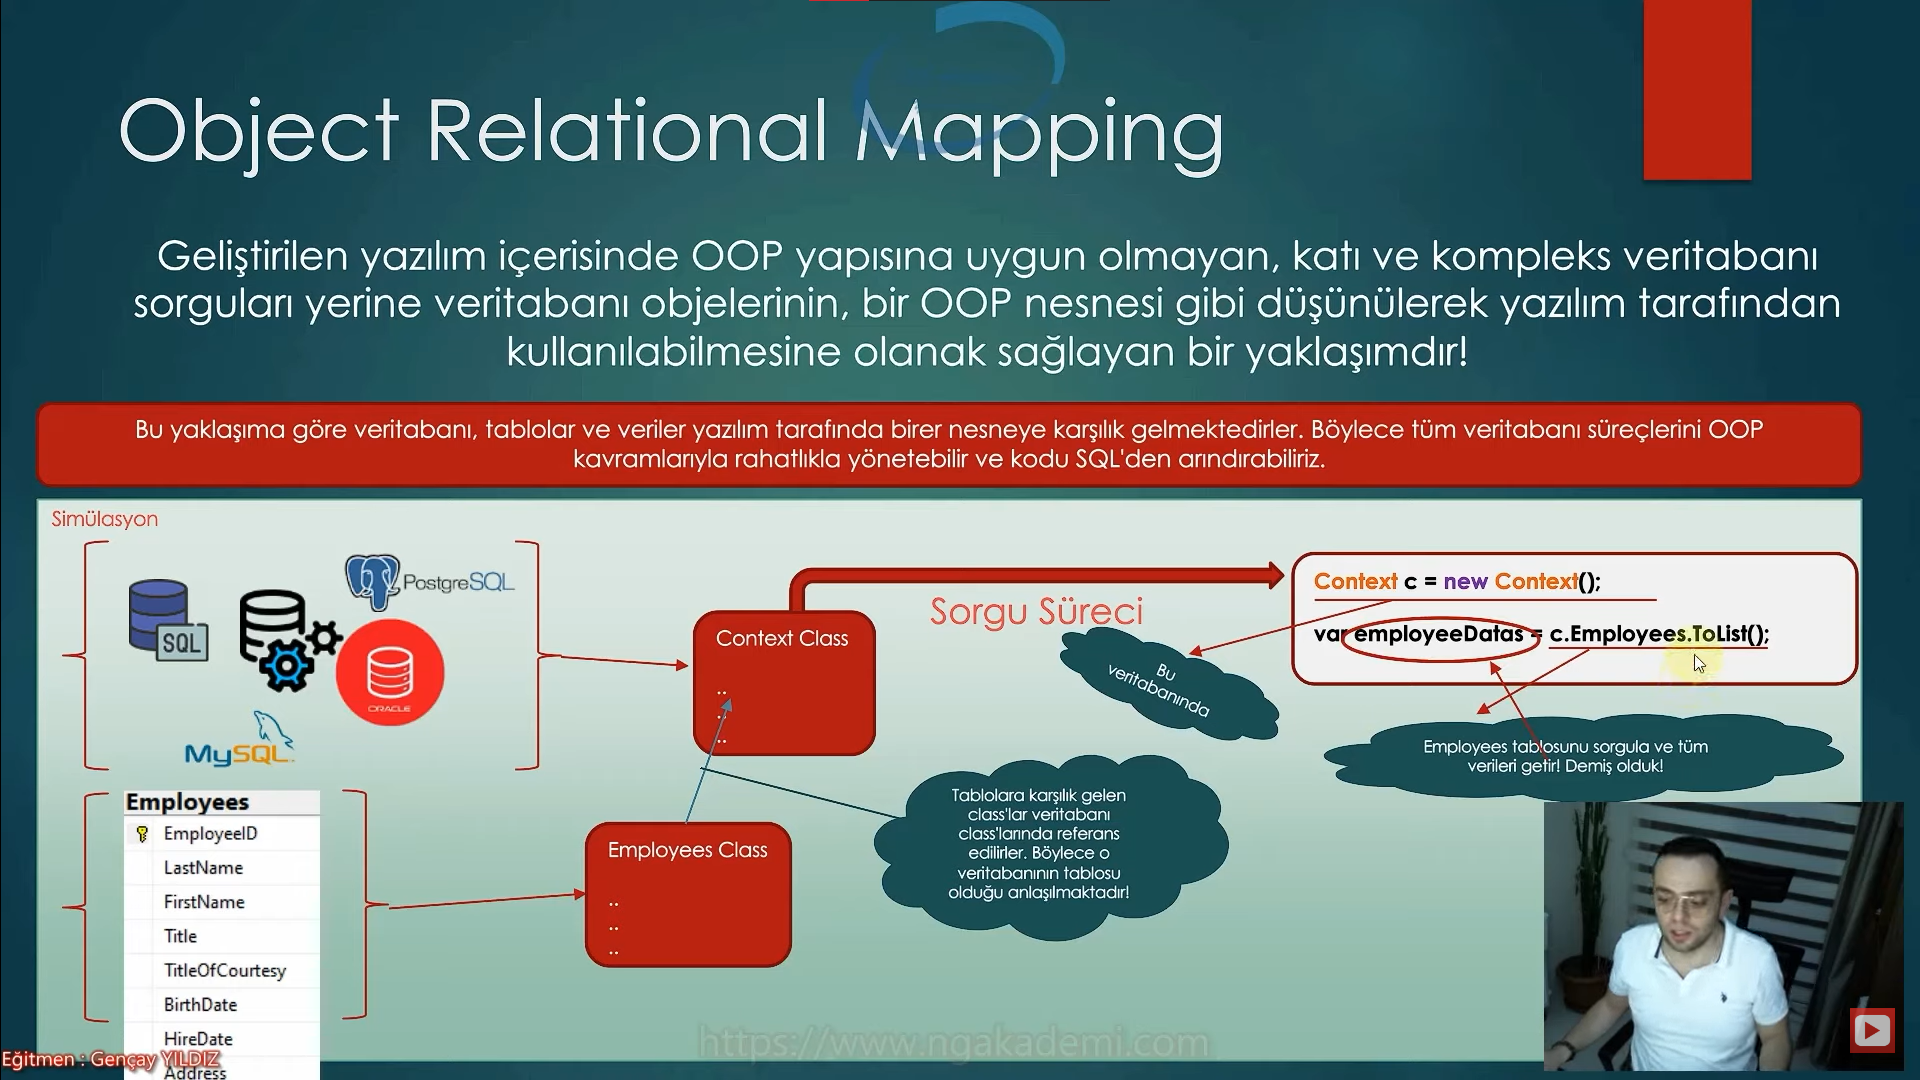 Object Relational Mapping
Geliştirilen yazılım içerisinde OOP yapısına uygun olmayan, katı ve kompleks veritabanı
sorguları yerine veritabanı objelerinin, bir OOP nesnesi gibi düşünülerek yazılım tarafından
kullanılabilmesine olanak sağlayan bir yaklaşımdır!
Bu yaklaşıma göre veritabanı, tablolar ve veriler yazılım tarafında birer nesneye karşılık gelmektedirler. Böylece tüm veritabanı süreçlerini OOP
kavramlarıyla rahatlıkla yönetebilir ve kodu SQL'den arındırabiliriz.
Simülasyon
SQL
PostgreSQL
ORACLE
MySQL
Context Class
..
..
..
Sorgu Süreci
Context c = new Context();
var employeeDatas = c.Employees.ToList();
Bu
veritabanında
Employees tablosunu sorgula ve tüm
verileri getir! Demiş olduk!
Employees
EmployeeID
LastName
FirstName
Title
TitleOfCourtesy
BirthDate
HireDate
Address
Employees Class
..
..
..
Tablolara karşılık gelen
class'lar veritabanı
class'larında referans
edilirler. Böylece o
veritabanının tablosu
olduğu anlaşılmaktadır!
https://www.ngakademi.com
Eğitmen : Gençay YILDIZ